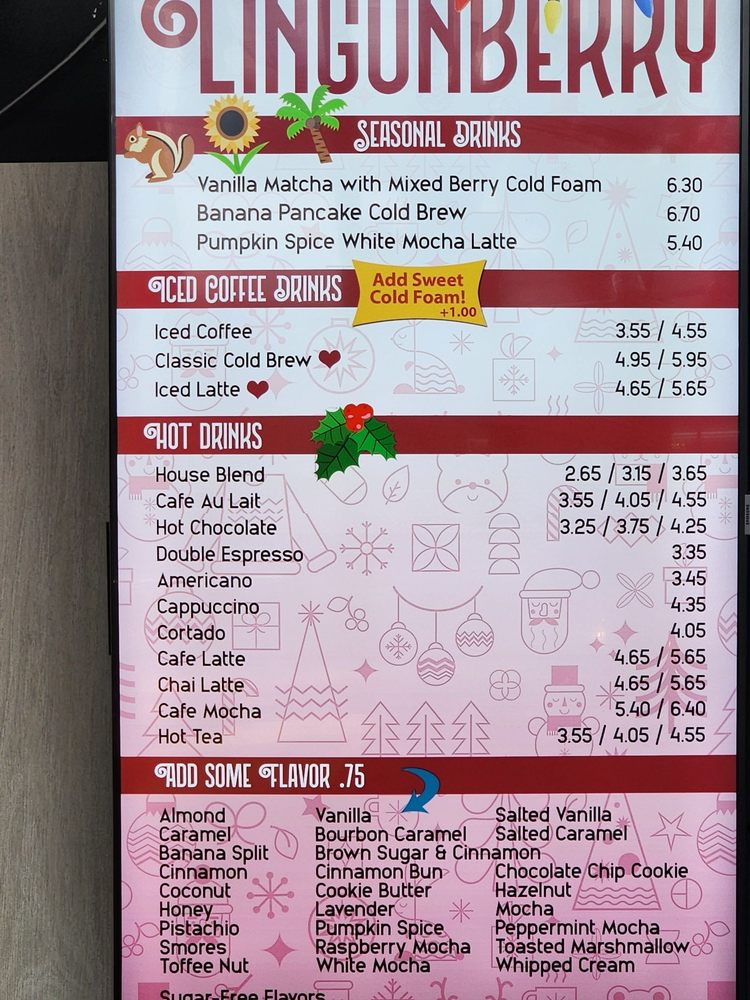 LINGONBERRY
SEASONAL DRINKS
Vanilla Matcha with Mixed Berry Cold Foam 6.30
Banana Pancake Cold Brew 6.70
Pumpkin Spice White Mocha Latte 5.40
ICED COFFEE DRINKS
Add Sweet
Cold Foam!
+1.00
Iced Coffee 3.55 / 4.55
Classic Cold Brew 4.95 / 5.95
Iced Latte 4.65 / 5.65
HOT DRINKS
House Blend 2.65 / 3.15 / 3.65
Cafe Au Lait 3.55 / 4.05 / 4.55
Hot Chocolate 3.25 / 3.75 / 4.25
Double Espresso 3.35
Americano 3.45
Cappuccino 4.35
Cortado 4.05
Cafe Latte 4.65 / 5.65
Chai Latte 4.65 / 5.65
Cafe Mocha 5.40 / 6.40
Hot Tea 3.55 / 4.05 / 4.55
ADD SOME FLAVOR .75
Almond Vanilla Salted Vanilla
Caramel Bourbon Caramel Salted Caramel
Banana Split Brown Sugar & Cinnamon
Cinnamon Cinnamon Bun Chocolate Chip Cookie
Coconut Cookie Butter Hazelnut
Honey Lavender Mocha
Pistachio Pumpkin Spice Peppermint Mocha
Smores Raspberry Mocha Toasted Marshmallow
Toffee Nut White Mocha Whipped Cream
Sugar-Free Flavors